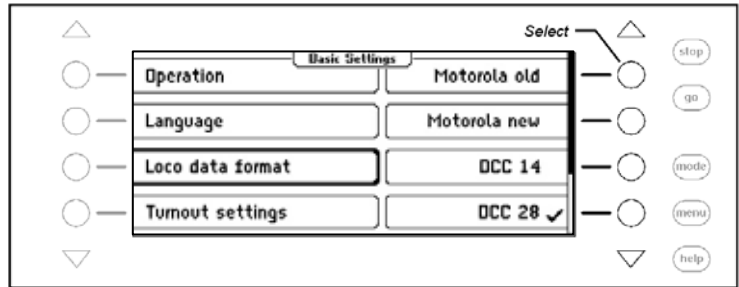 Select
stop
Basic Settings
Operation
Motorola old
go
Language
Motorola new
Loco data format
DCC 14
mode
Turnout settings
DCC 28
menu
help